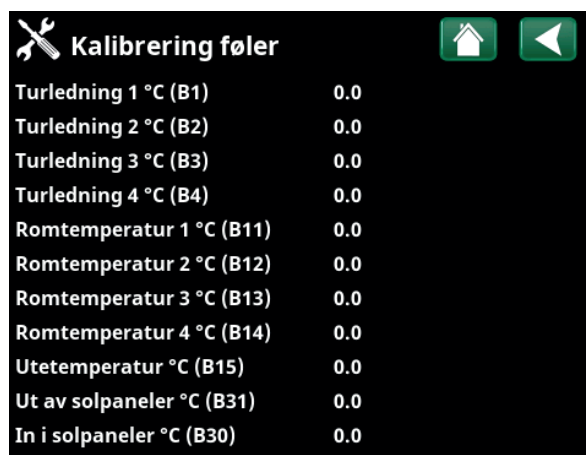 Kalibrering føler
Turledning 1 °C (B1) 0.0
Turledning 2 °C (B2) 0.0
Turledning 3 °C (B3) 0.0
Turledning 4 °C (B4) 0.0
Romtemperatur 1 °C (B11) 0.0
Romtemperatur 2 °C (B12) 0.0
Romtemperatur 3 °C (B13) 0.0
Romtemperatur 4 °C (B14) 0.0
Utetemperatur °C (B15) 0.0
Ut av solpaneler °C (B31) 0.0
In i solpaneler °C (B30) 0.0